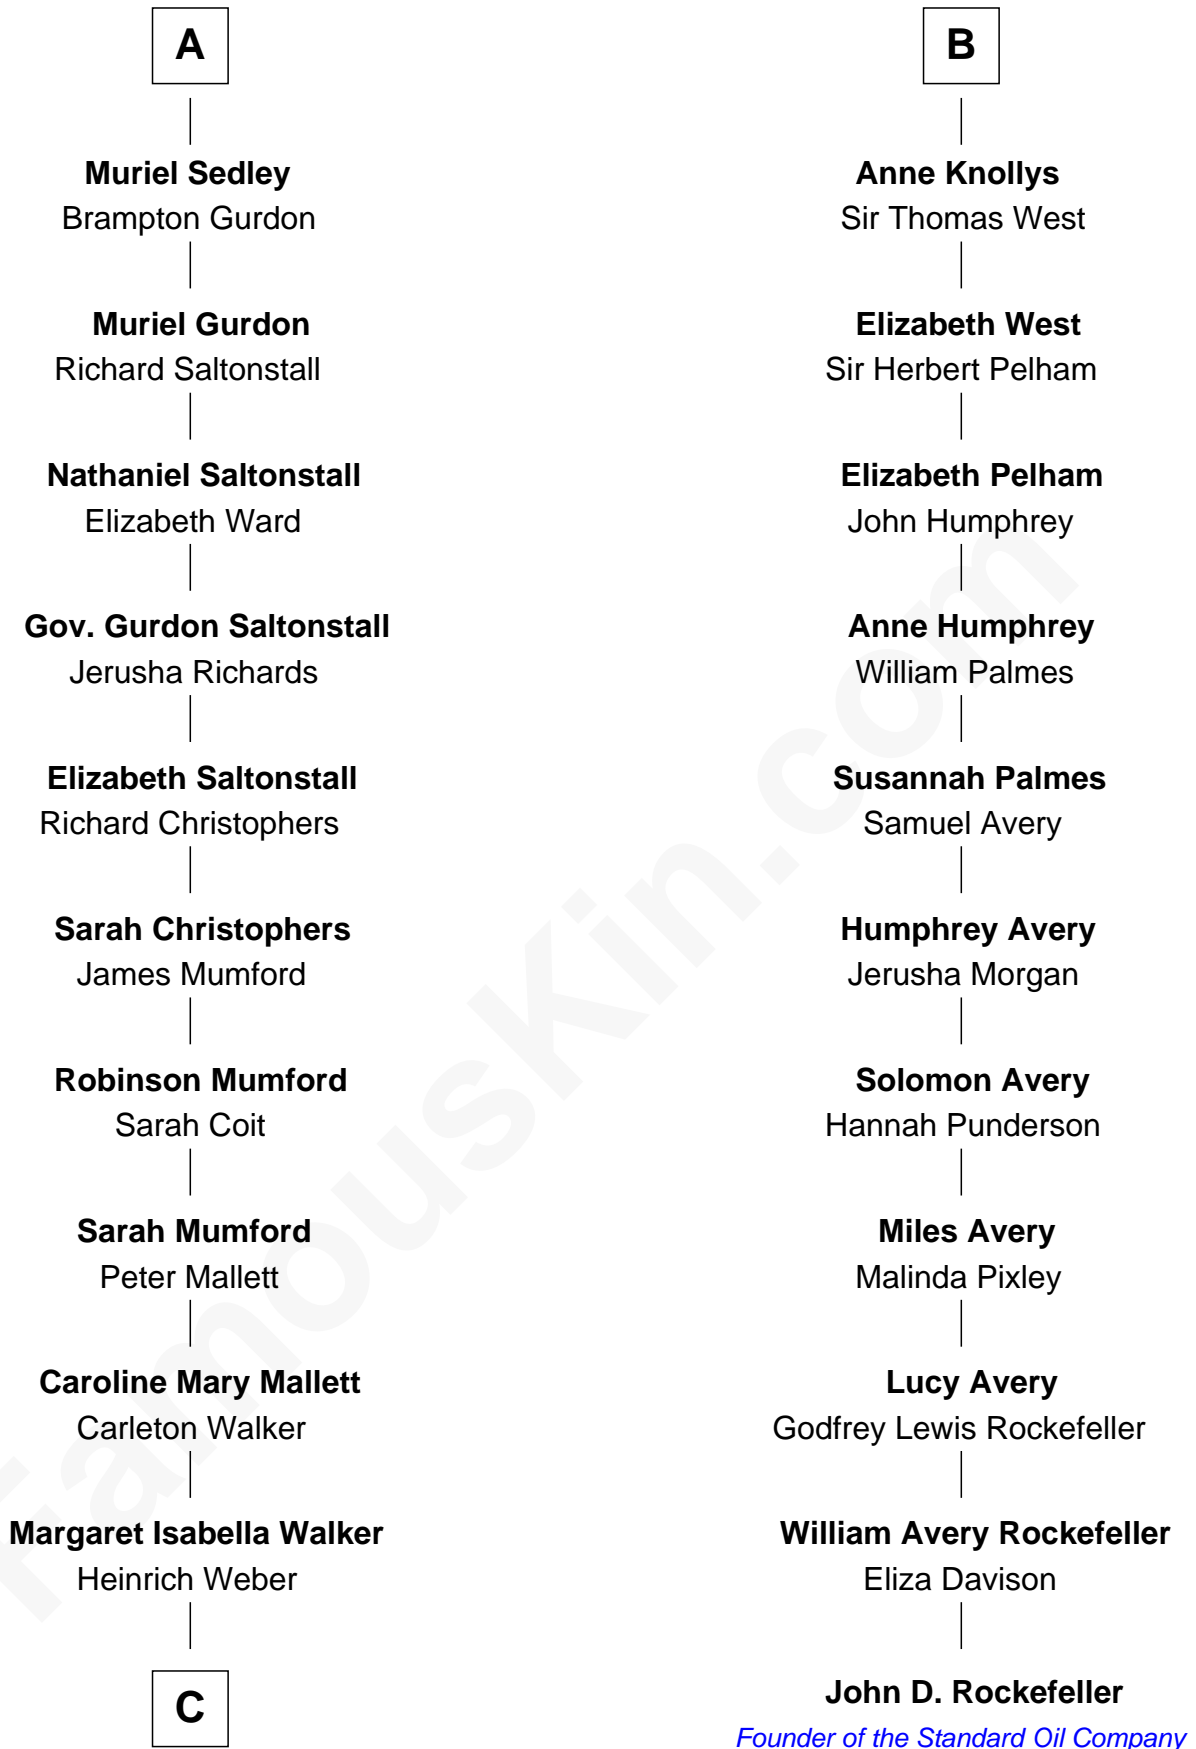 A
Muriel Sedley
Brampton Gurdon
Muriel Gurdon
Richard Saltonstall
Nathaniel Saltonstall
Elizabeth Ward
Gov. Gurdon Saltonstall
Jerusha Richards
Elizabeth Saltonstall
Richard Christophers
Sarah Christophers
James Mumford
Robinson Mumford
Sarah Coit
Sarah Mumford
Peter Mallett
Caroline Mary Mallett
Carleton Walker
Margaret Isabella Walker
Heinrich Weber
C
B
Anne Knollys
Sir Thomas West
Elizabeth West
Sir Herbert Pelham
Elizabeth Pelham
John Humphrey
Anne Humphrey
William Palmes
Susannah Palmes
Samuel Avery
Humphrey Avery
Jerusha Morgan
Solomon Avery
Hannah Punderson
Miles Avery
Malinda Pixley
Lucy Avery
Godfrey Lewis Rockefeller
William Avery Rockefeller
Eliza Davison
John D. Rockefeller
Founder of the Standard Oil Company
FamousKin.com